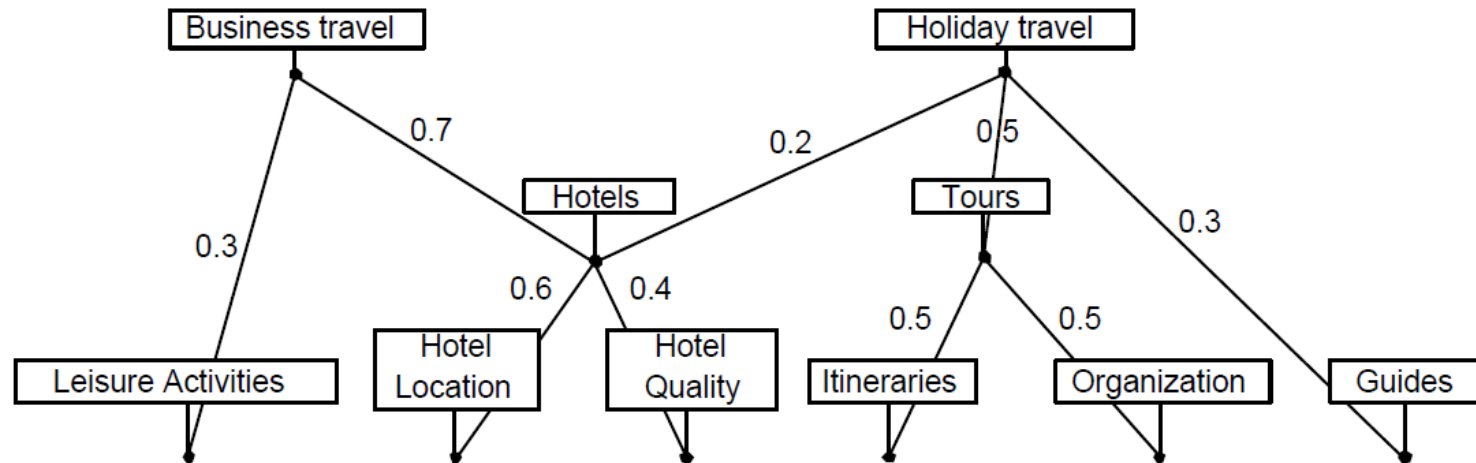 Business travel
Holiday travel
0.7
0.2
0.5
Hotels
Tours
0.3
0.3
0.6
0.4
0.5
0.5
Leisure Activities
Hotel
Location
Hotel
Quality
Itineraries
Organization
Guides